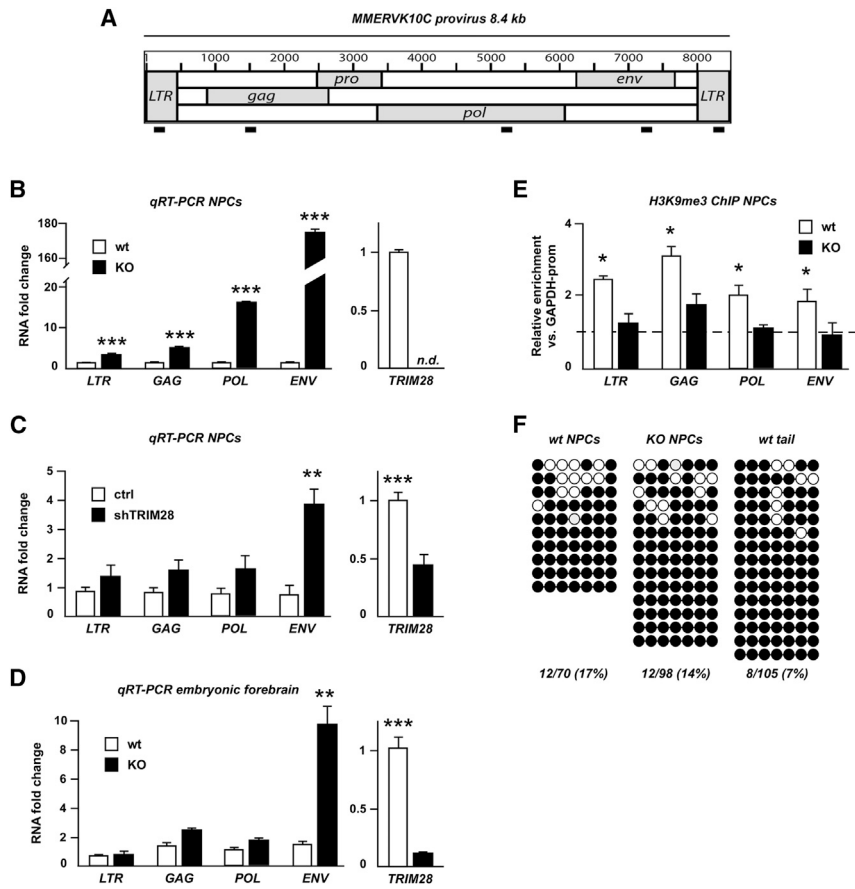 A
MMERVK10C provirus 8.4 kb
1 1000 2000 3000 4000 5000 6000 7000 8000
LTR pro env LTR
gag
pol
B
qRT-PCR NPCs
RNA fold change
180
160
20
10
0
wt
KO
***
***
***
***
LTR GAG POL ENV
1
0.5
0
n.d.
TRIM28
C
qRT-PCR NPCs
RNA fold change
5
4
3
2
1
0
ctrl
shTRIM28
**
LTR GAG POL ENV
***
1
0.5
0
TRIM28
D
qRT-PCR embryonic forebrain
RNA fold change
10
8
6
4
2
0
wt
KO
**
LTR GAG POL ENV
***
1
0.5
0
TRIM28
E
H3K9me3 ChIP NPCs
Relative enrichment
vs. GAPDH-prom
4
2
0
wt
KO
*
*
*
*
LTR GAG POL ENV
F
wt NPCs KO NPCs wt tail
12/70 (17%) 12/98 (14%) 8/105 (7%)